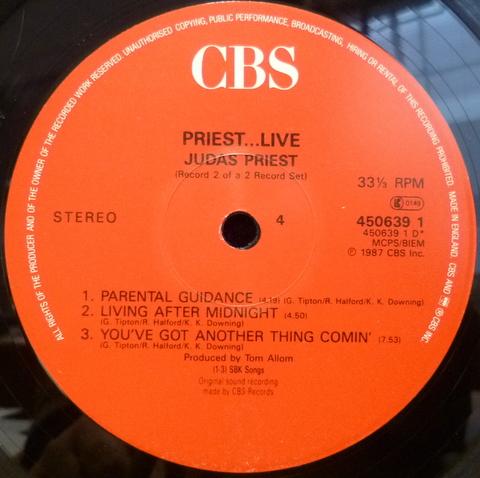 ALL RIGHTS OF THE PRODUCER AND OF THE OWNER OF THE RECORDED WORK RESERVED. UNAUTHORISED COPYING, PUBLIC PERFORMANCE, BROADCASTING, HIRING OR RENTAL OF THIS RECORDING PROHIBITED. MADE IN ENGLAND. CBS AND ℗ © CBS INC.
CBS
PRIEST...LIVE
JUDAS PRIEST
(Record 2 of a 2 Record Set)
33⅓ RPM
0149
STEREO
4
450639 1
450639 1 D*
MCPS/BIEM
℗ 1987 CBS Inc.
1. PARENTAL GUIDANCE (4.19) (G. Tipton/R. Halford/K. K. Downing)
2. LIVING AFTER MIDNIGHT (4.50)
(G. Tipton/R. Halford/K. K. Downing)
3. YOU'VE GOT ANOTHER THING COMIN' (7.53)
(G. Tipton/R. Halford/K. K. Downing)
Produced by Tom Allom
(1-3) SBK Songs
Original sound recording
made by CBS-Records